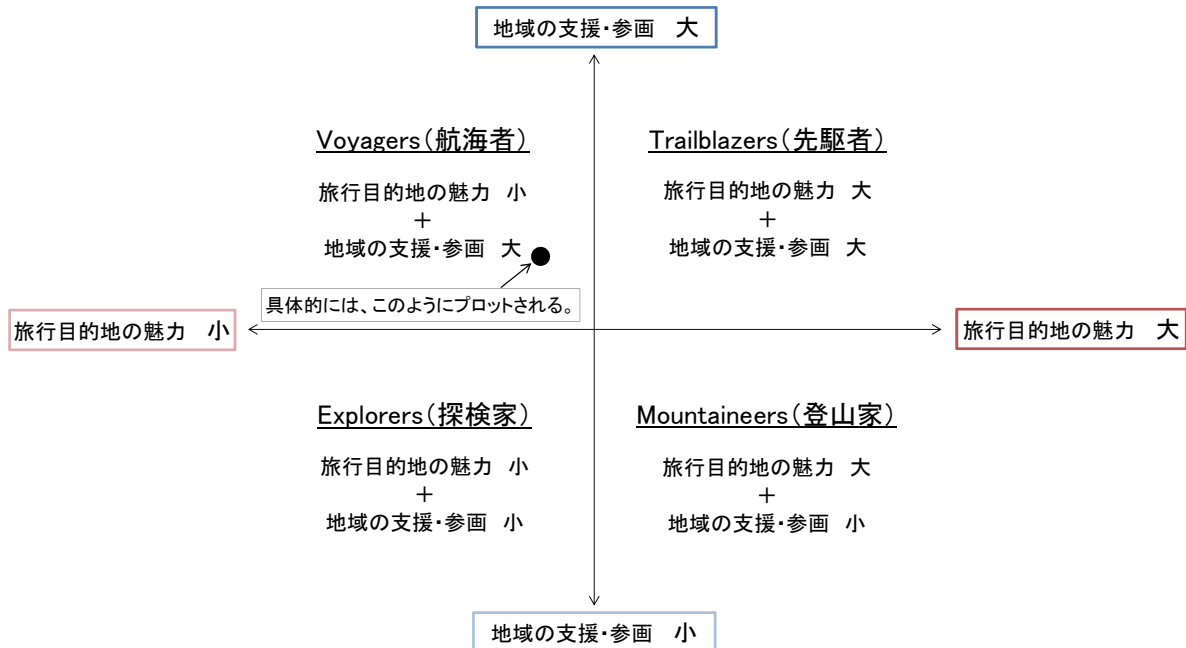 地域の支援・参画　大
Voyagers（航海者）
旅行目的地の魅力　小
＋
地域の支援・参画　大
Trailblazers（先駆者）
旅行目的地の魅力　大
＋
地域の支援・参画　大
具体的には、このようにプロットされる。
旅行目的地の魅力　小
旅行目的地の魅力　大
Explorers（探検家）
旅行目的地の魅力　小
＋
地域の支援・参画　小
Mountaineers（登山家）
旅行目的地の魅力　大
＋
地域の支援・参画　小
地域の支援・参画　小